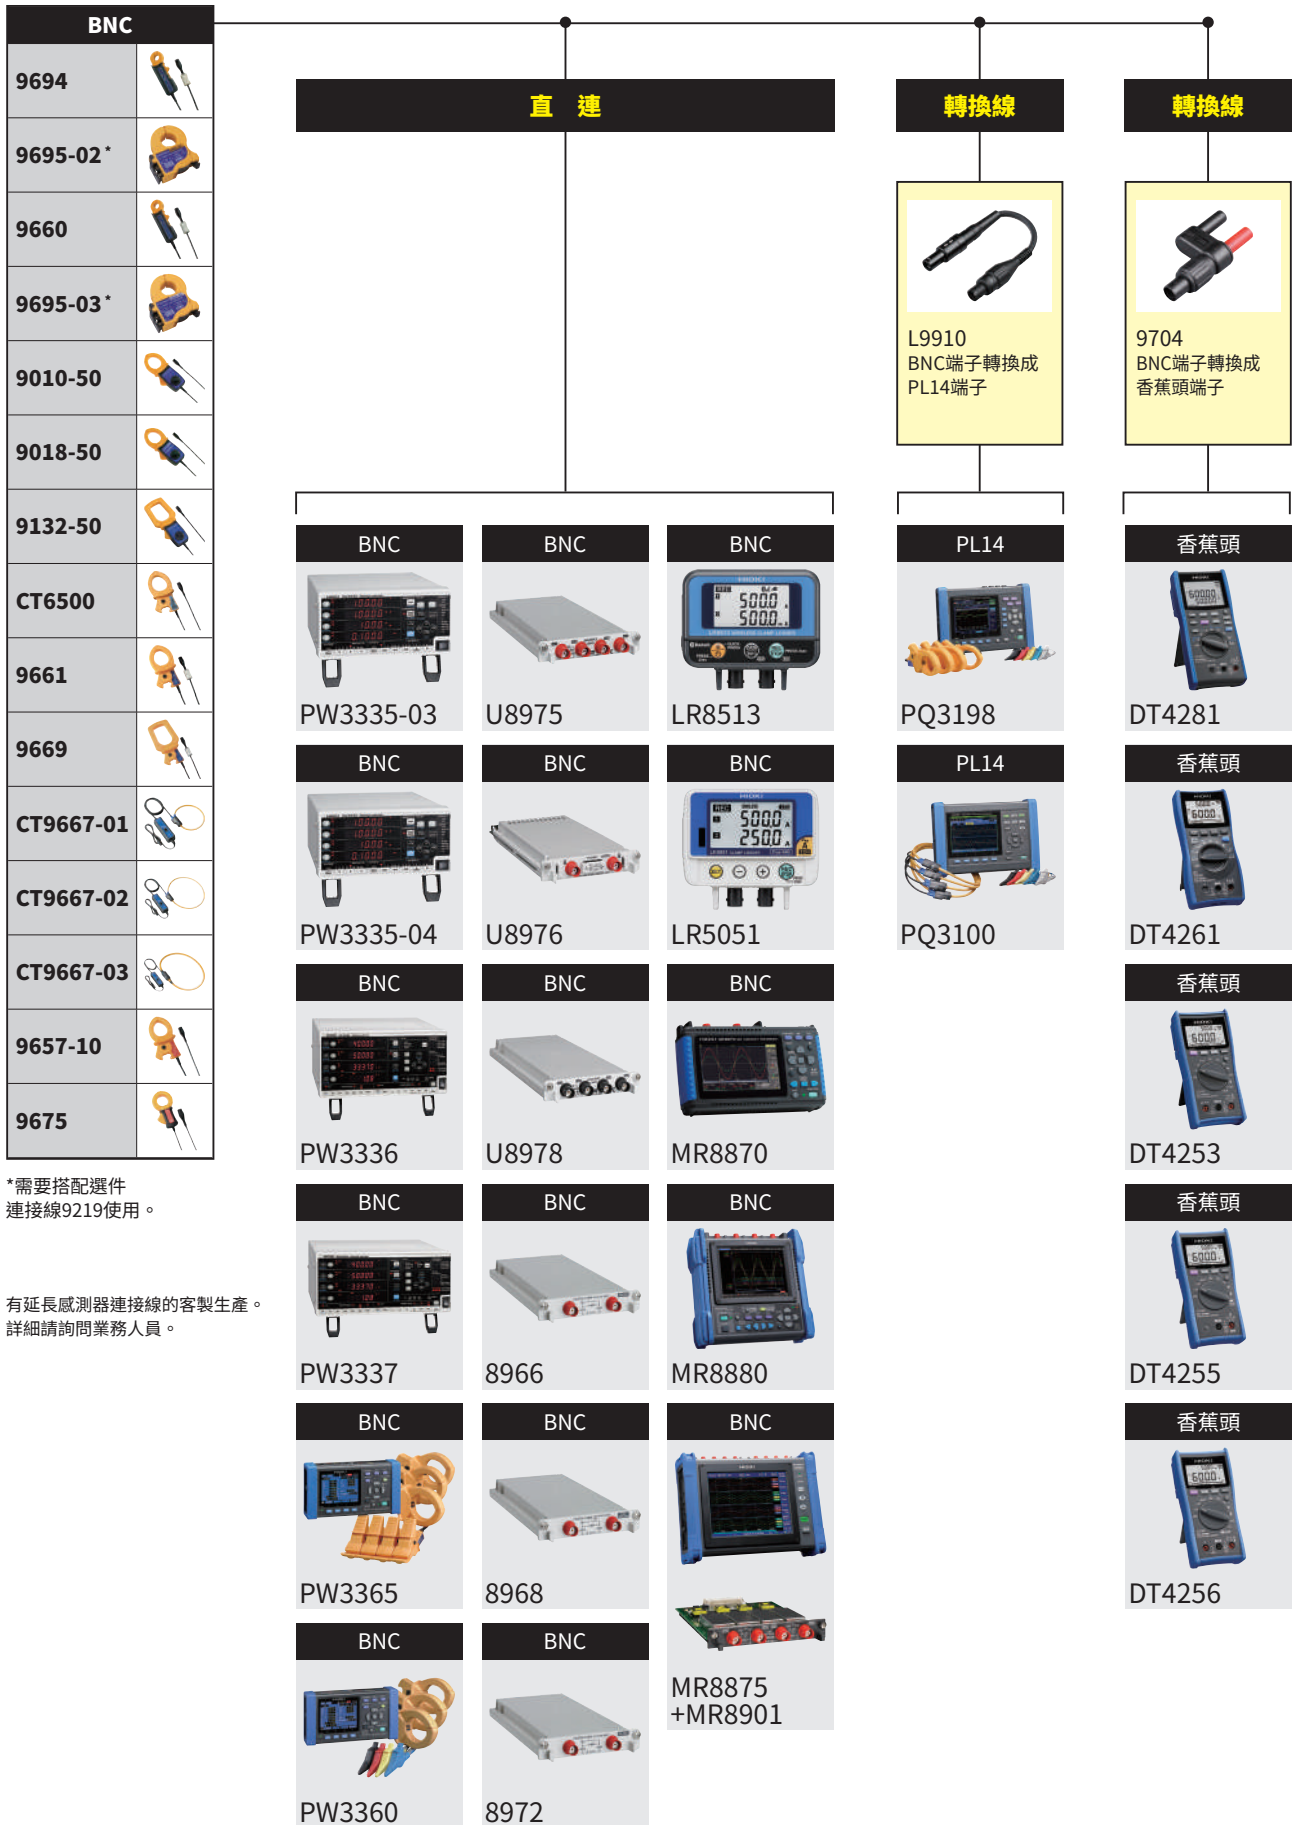 BNC
9694
9695-02*
9660
9695-03*
9010-50
9018-50
9132-50
CT6500
9661
9669
CT9667-01
CT9667-02
CT9667-03
9657-10
9675
*需要搭配選件
連接線9219使用。
有延長感測器連接線的客製生產。
詳細請詢問業務人員。
直 連
轉換線
轉換線
L9910
BNC端子轉換成
PL14端子
9704
BNC端子轉換成
香蕉頭端子
BNC
PW3335-03
BNC
U8975
BNC
LR8513
PL14
PQ3198
香蕉頭
DT4281
BNC
PW3335-04
BNC
U8976
BNC
LR5051
PL14
PQ3100
香蕉頭
DT4261
BNC
PW3336
BNC
U8978
BNC
MR8870
香蕉頭
DT4253
BNC
PW3337
BNC
8966
BNC
MR8880
香蕉頭
DT4255
BNC
PW3365
BNC
8968
BNC
MR8875
+MR8901
香蕉頭
DT4256
BNC
PW3360
BNC
8972